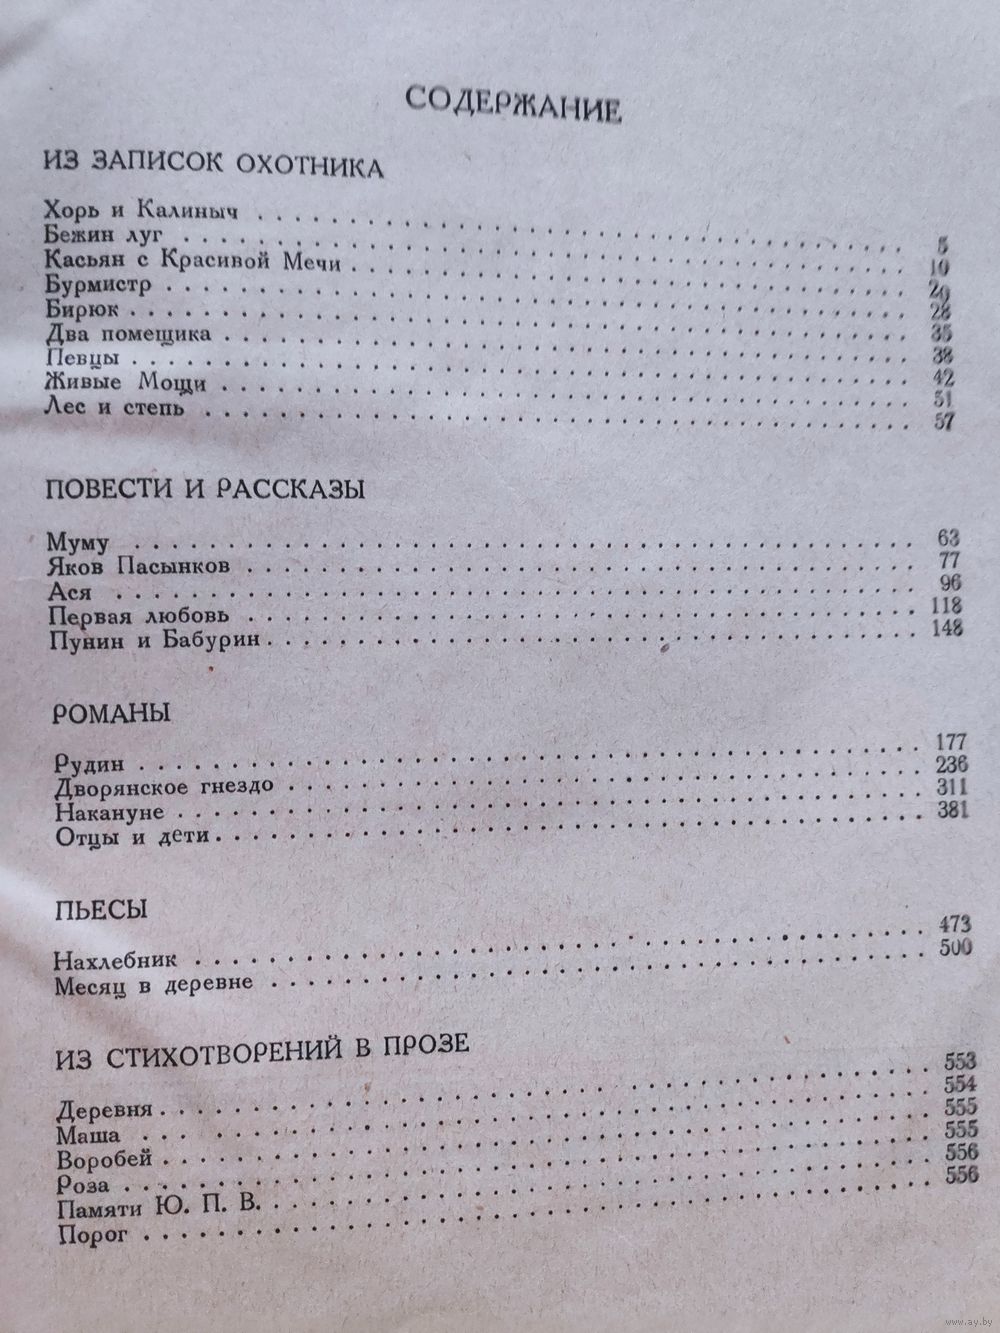 СОДЕРЖАНИЕ
ИЗ ЗАПИСОК ОХОТНИКА
Хорь и Калиныч . . . . . . . . . . 5
Бежин луг . . . . . . . . . . 10
Касьян с Красивой Мечи . . . . . . . . . . 20
Бурмистр . . . . . . . . . . 28
Бирюк . . . . . . . . . . 35
Два помещика . . . . . . . . . . 38
Певцы . . . . . . . . . . 42
Живые Мощи . . . . . . . . . . 51
Лес и степь . . . . . . . . . . 57
ПОВЕСТИ И РАССКАЗЫ
Муму . . . . . . . . . . 63
Яков Пасынков . . . . . . . . . . 77
Ася . . . . . . . . . . 96
Первая любовь . . . . . . . . . . 118
Пунин и Бабурин . . . . . . . . . . 148
РОМАНЫ
Рудин . . . . . . . . . . 177
Дворянское гнездо . . . . . . . . . . 236
Накануне . . . . . . . . . . 311
Отцы и дети . . . . . . . . . . 381
ПЬЕСЫ
Нахлебник . . . . . . . . . . 473
Месяц в деревне . . . . . . . . . . 500
ИЗ СТИХОТВОРЕНИЙ В ПРОЗЕ
Деревня . . . . . . . . . . 553
Маша . . . . . . . . . . 554
Воробей . . . . . . . . . . 555
Роза . . . . . . . . . . 555
Памяти Ю. П. В. . . . . . . . . . . 556
Порог . . . . . . . . . . 556
www.ay.by